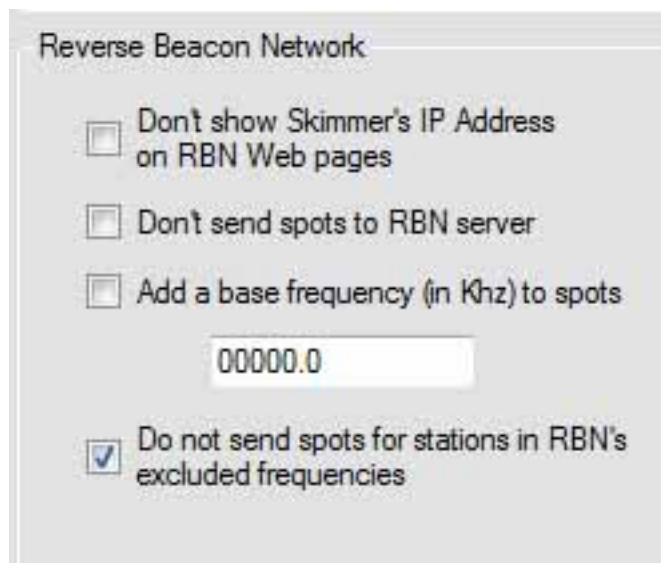 Reverse Beacon Network
Don't show Skimmer's IP Address
on RBN Web pages
Don't send spots to RBN server
Add a base frequency (in Khz) to spots
00000.0
Do not send spots for stations in RBN's
excluded frequencies